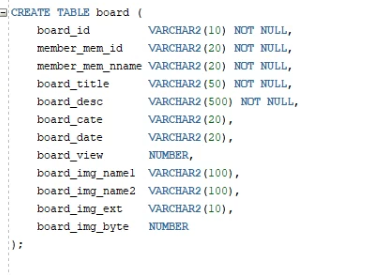 CREATE TABLE board (
board_id VARCHAR2(10) NOT NULL,
member_mem_id VARCHAR2(20) NOT NULL,
member_mem_nname VARCHAR2(20) NOT NULL,
board_title VARCHAR2(50) NOT NULL,
board_desc VARCHAR2(500) NOT NULL,
board_cate VARCHAR2(20),
board_date VARCHAR2(20),
board_view NUMBER,
board_img_name1 VARCHAR2(100),
board_img_name2 VARCHAR2(100),
board_img_ext VARCHAR2(10),
board_img_byte NUMBER
);